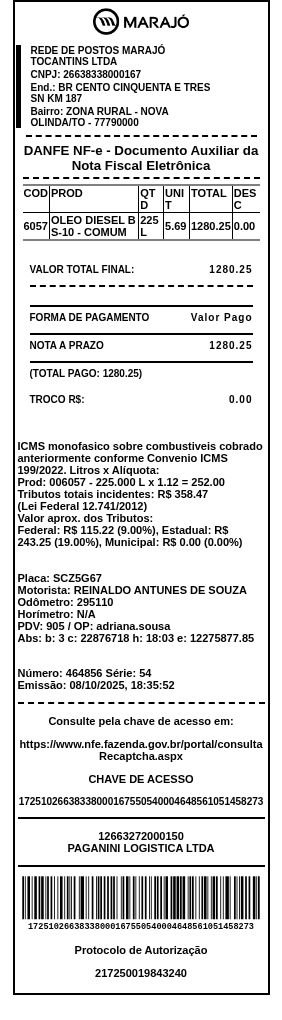 MARAJÓ
REDE DE POSTOS MARAJÓ
TOCANTINS LTDA
CNPJ: 26638338000167
End.: BR CENTO CINQUENTA E TRES
SN KM 187
Bairro: ZONA RURAL - NOVA
OLINDA/TO - 77790000
DANFE NF-e - Documento Auxiliar da
Nota Fiscal Eletrônica
COD PROD QTD UNIT TOTAL DESC
6057 OLEO DIESEL B S-10 - COMUM 225 L 5.69 1280.25 0.00
VALOR TOTAL FINAL: 1280.25
FORMA DE PAGAMENTO Valor Pago
NOTA A PRAZO 1280.25
(TOTAL PAGO: 1280.25)
TROCO R$: 0.00
ICMS monofasico sobre combustiveis cobrado
anteriormente conforme Convenio ICMS
199/2022. Litros x Alíquota:
Prod: 006057 - 225.000 L x 1.12 = 252.00
Tributos totais incidentes: R$ 358.47
(Lei Federal 12.741/2012)
Valor aprox. dos Tributos:
Federal: R$ 115.22 (9.00%), Estadual: R$
243.25 (19.00%), Municipal: R$ 0.00 (0.00%)
Placa: SCZ5G67
Motorista: REINALDO ANTUNES DE SOUZA
Odômetro: 295110
Horímetro: N/A
PDV: 905 / OP: adriana.sousa
Abs: b: 3 c: 22876718 h: 18:03 e: 12275877.85
Número: 464856 Série: 54
Emissão: 08/10/2025, 18:35:52
Consulte pela chave de acesso em:
https://www.nfe.fazenda.gov.br/portal/consulta
Recaptcha.aspx
CHAVE DE ACESSO
17251026638338000167550540004648561051458273
12663272000150
PAGANINI LOGISTICA LTDA
17251026638338000167550540004648561051458273
Protocolo de Autorização
217250019843240